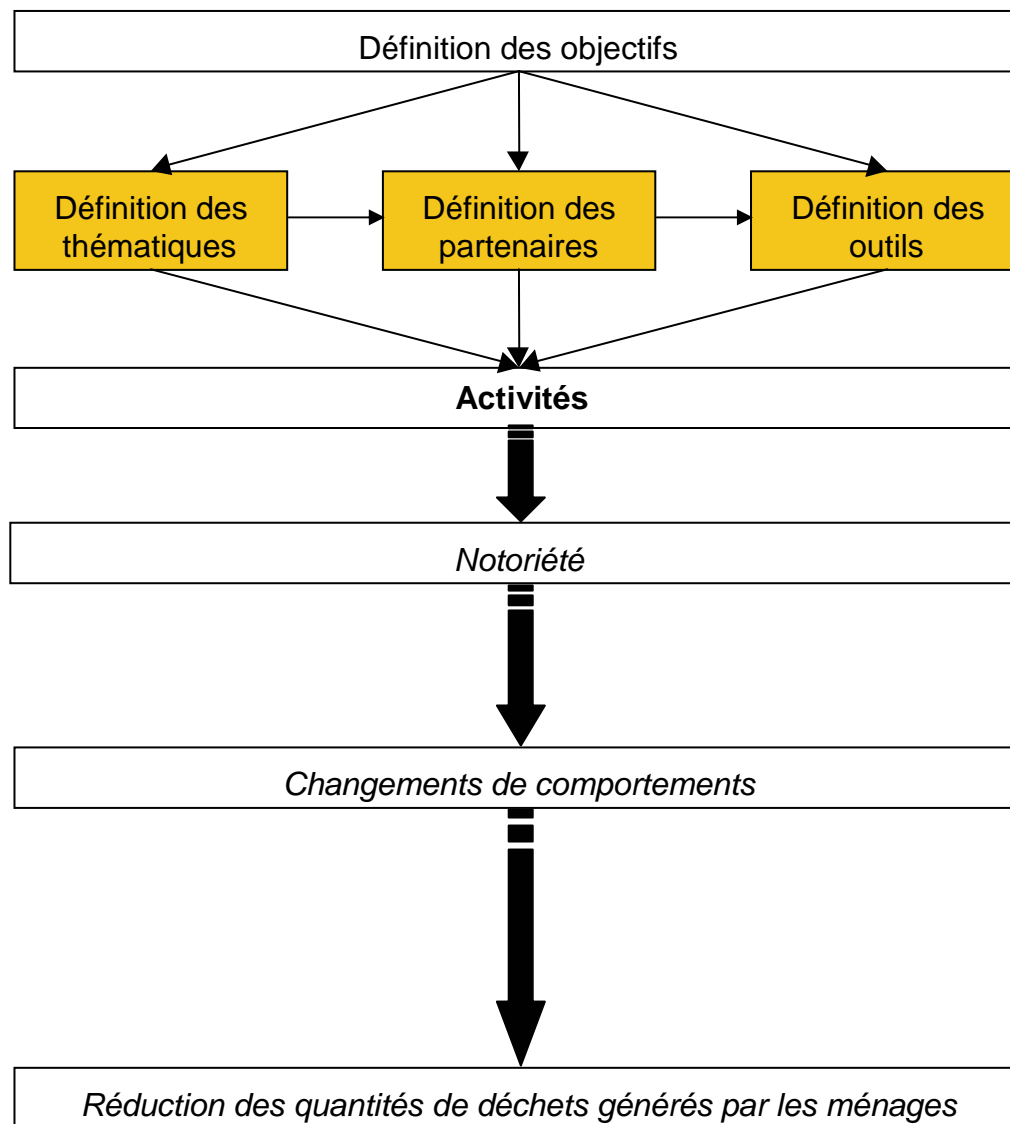 Définition des objectifs
Définition des
thématiques
Définition des
partenaires
Définition des
outils
Activités
Notoriété
Changements de comportements
Réduction des quantités de déchets générés par les ménages